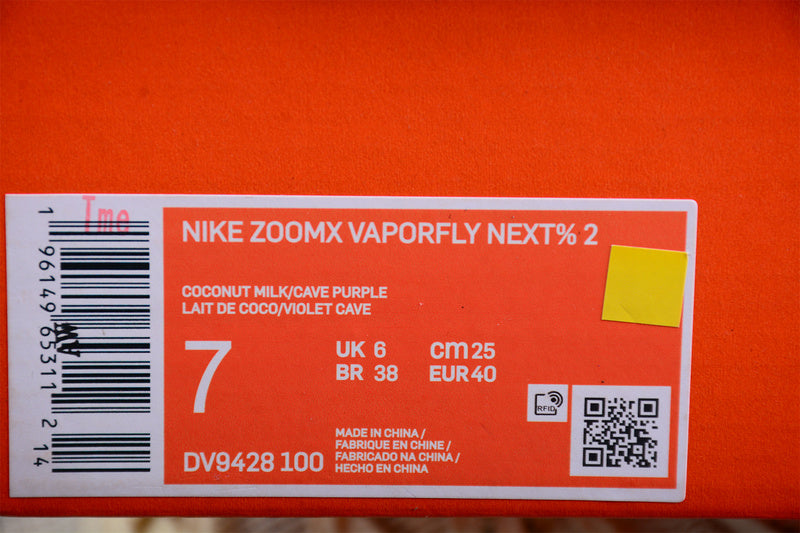 Tme
1 96149 65311 2 14
NIKE ZOOMX VAPORFLY NEXT% 2
COCONUT MILK/CAVE PURPLE
LAIT DE COCO/VIOLET CAVE
7
UK 6 cm 25
BR 38 EUR 40
RFID
DV9428 100
MADE IN CHINA /
FABRIQUE EN CHINE /
FABRICADO NA CHINA /
HECHO EN CHINA